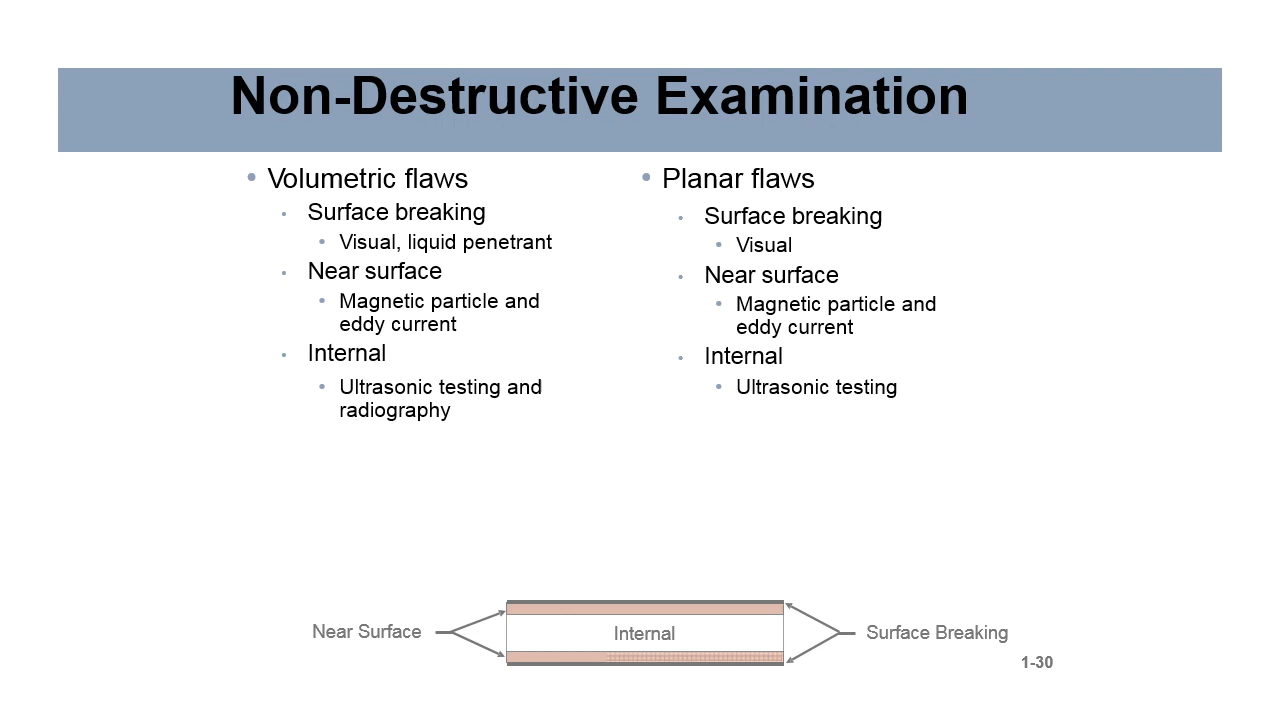 Non-Destructive Examination
• Volumetric flaws
• Surface breaking
• Visual, liquid penetrant
• Near surface
• Magnetic particle and
eddy current
• Internal
• Ultrasonic testing and
radiography
• Planar flaws
• Surface breaking
• Visual
• Near surface
• Magnetic particle and
eddy current
• Internal
• Ultrasonic testing
Near Surface
Internal
Surface Breaking
1-30